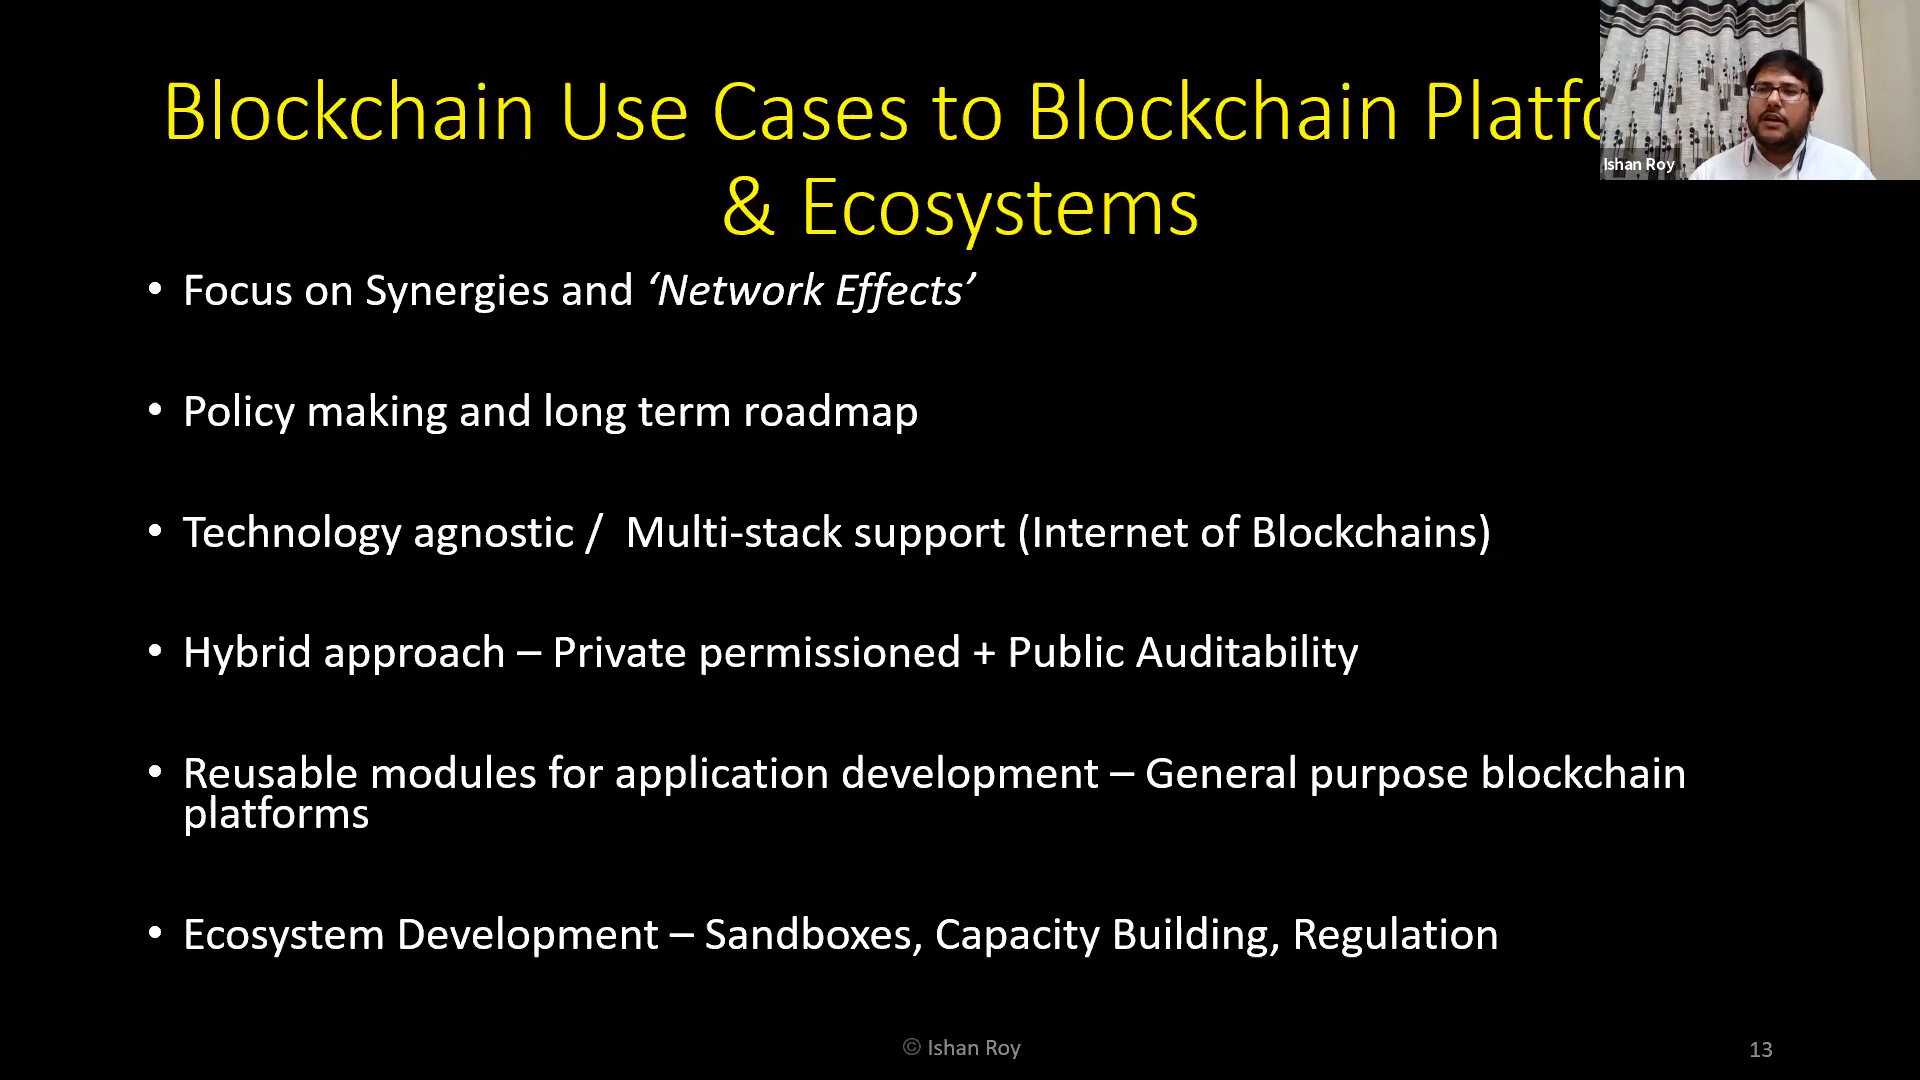 Blockchain Use Cases to Blockchain
& Ecosystems
Ishan Roy
• Focus on Synergies and ‘Network Effects’
• Policy making and long term roadmap
• Technology agnostic /  Multi-stack support (Internet of Blockchains)
• Hybrid approach – Private permissioned + Public Auditability
• Reusable modules for application development – General purpose blockchain
platforms
• Ecosystem Development – Sandboxes, Capacity Building, Regulation
© Ishan Roy
13